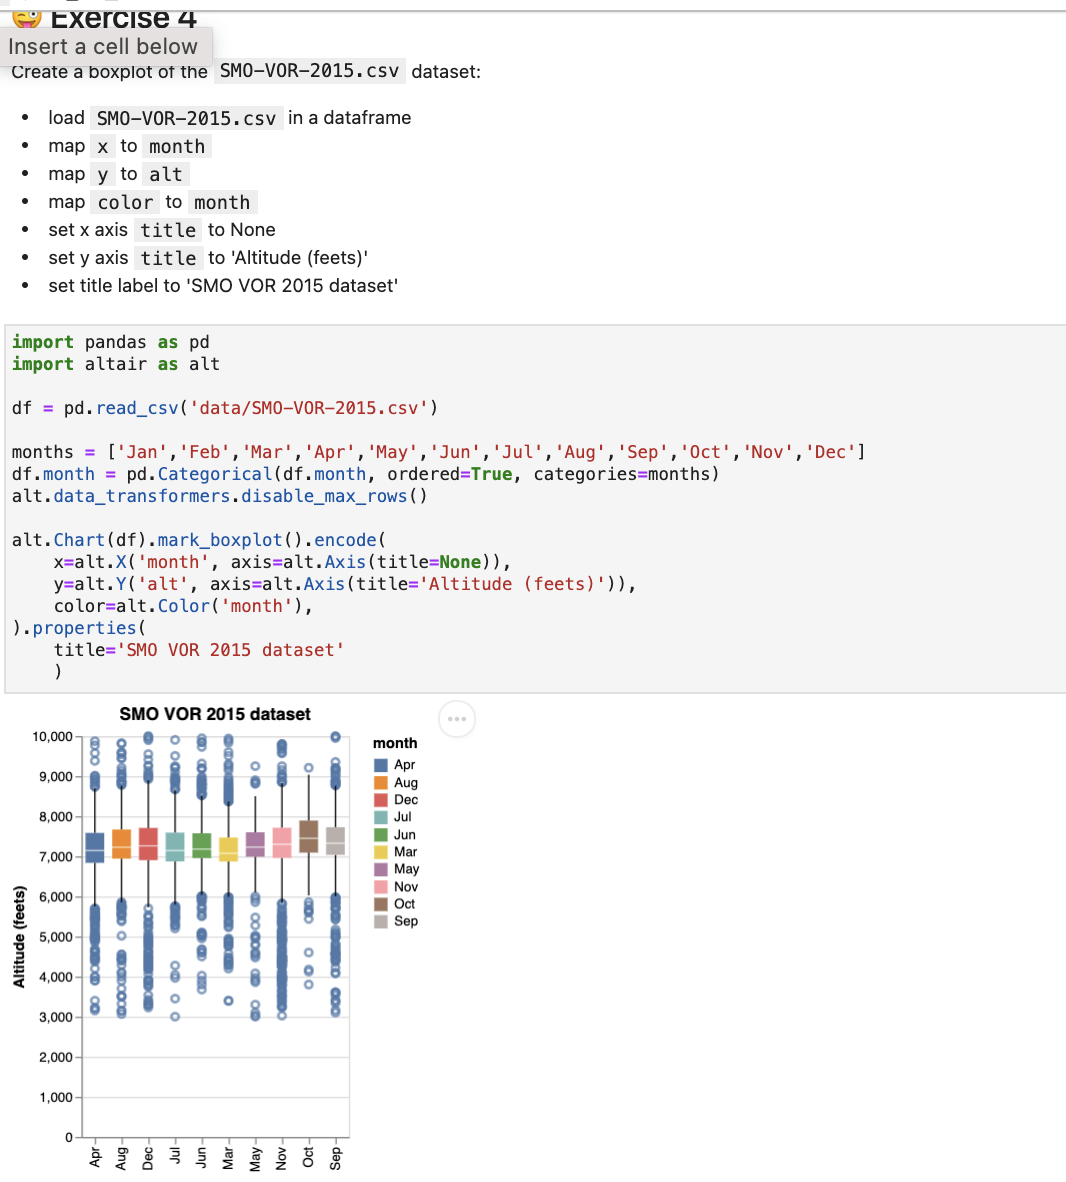 😜 Exercise 4
Insert a cell below
Create a boxplot of the SMO-VOR-2015.csv dataset:
• load SMO-VOR-2015.csv in a dataframe
• map x to month
• map y to alt
• map color to month
• set x axis title to None
• set y axis title to 'Altitude (feets)'
• set title label to 'SMO VOR 2015 dataset'
import pandas as pd
import altair as alt
df = pd.read_csv('data/SMO-VOR-2015.csv')
months = ['Jan','Feb','Mar','Apr','May','Jun','Jul','Aug','Sep','Oct','Nov','Dec']
df.month = pd.Categorical(df.month, ordered=True, categories=months)
alt.data_transformers.disable_max_rows()
alt.Chart(df).mark_boxplot().encode(
    x=alt.X('month', axis=alt.Axis(title=None)),
    y=alt.Y('alt', axis=alt.Axis(title='Altitude (feets)')),
    color=alt.Color('month'),
).properties(
    title='SMO VOR 2015 dataset'
    )
SMO VOR 2015 dataset
10,000
9,000
8,000
7,000
6,000
5,000
4,000
3,000
2,000
1,000
0
Altitude (feets)
Apr Aug Dec Jul Jun Mar May Nov Oct Sep
month
Apr
Aug
Dec
Jul
Jun
Mar
May
Nov
Oct
Sep